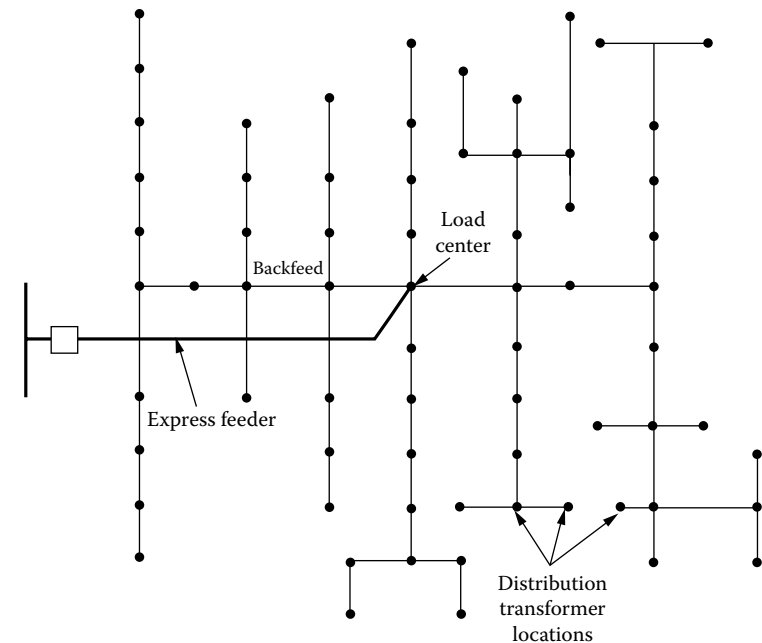 Load
center
Backfeed
Express feeder
Distribution
transformer
locations